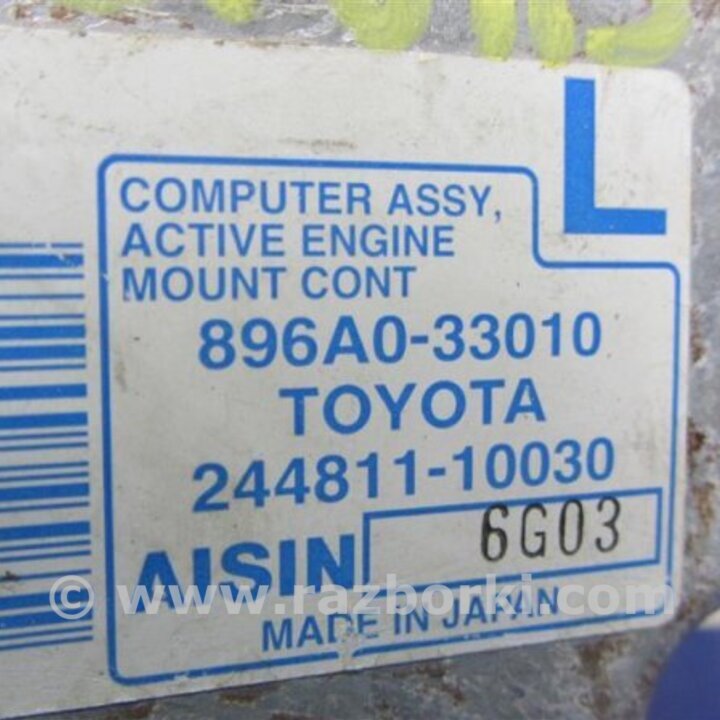 L
COMPUTER ASSY,
ACTIVE ENGINE
MOUNT CONT
896A0-33010
TOYOTA
244811-10030
AISIN 6G03
© www.razborki.com
MADE IN JAPAN